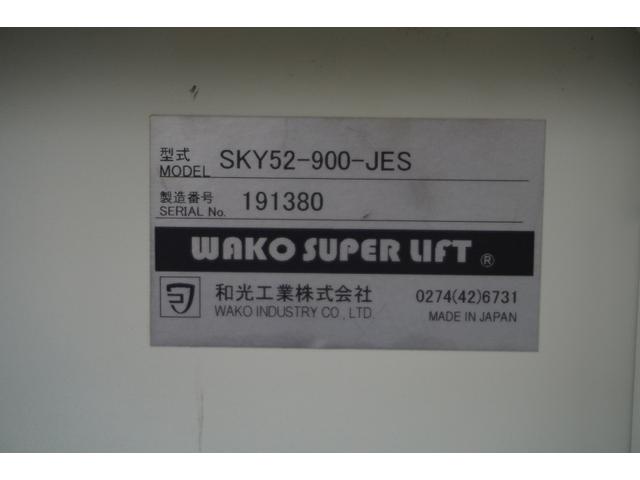 型式
MODEL SKY52-900-JES
製造番号
SERIAL No. 191380
WAKO SUPER LIFT ®
和光工業株式会社 0274(42)6731
WAKO INDUSTRY CO., LTD. MADE IN JAPAN